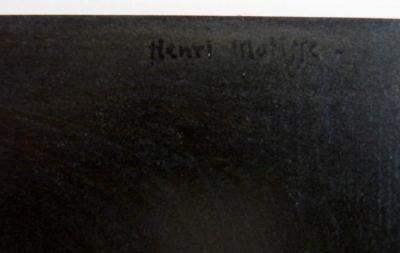 Henri Matisse -